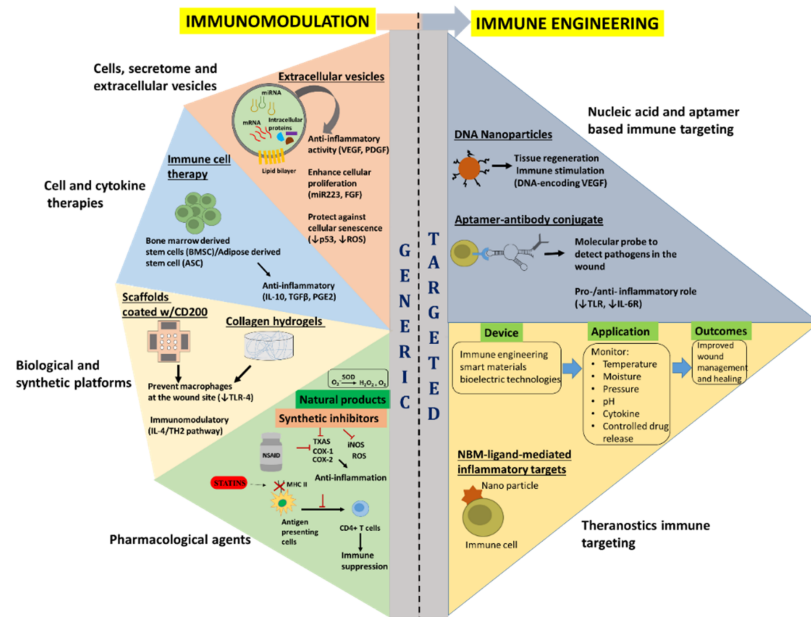 IMMUNOMODULATION
IMMUNE ENGINEERING
Cells, secretome and
extracellular vesicles
Extracellular vesicles
miRNA
mRNA
Intracellular
proteins
Lipid bilayer
Anti-inflammatory
activity (VEGF, PDGF)
Enhance cellular
proliferation
(miR223, FGF)
Protect against
cellular senescence
(↓p53, ↓ROS)
Cell and cytokine
therapies
Immune cell
therapy
Bone marrow derived
stem cells (BMSC)/Adipose derived
stem cell (ASC)
Anti-inflammatory
(IL-10, TGFβ, PGE2)
Biological and
synthetic platforms
Scaffolds
coated w/CD200
Collagen hydrogels
Prevent macrophages
at the wound site (↓TLR-4)
Immunomodulatory
(IL-4/TH2 pathway)
Pharmacological agents
SOD
O₂⁻ → H₂O₂, O₂
Natural products
Synthetic inhibitors
NSAID
TXAS
COX-1
COX-2
iNOS
ROS
Anti-inflammation
STATINS
MHC II
Antigen
presenting
cells
CD4+ T cells
Immune
suppression
GENERIC
TARGETED
Nucleic acid and aptamer
based immune targeting
DNA Nanoparticles
Tissue regeneration
Immune stimulation
(DNA-encoding VEGF)
Aptamer-antibody conjugate
Molecular probe to
detect pathogens in the
wound
Pro-/anti- inflammatory role
(↓TLR, ↓IL-6R)
Device
Application
Outcomes
Immune engineering
smart materials
bioelectric technologies
Monitor:
• Temperature
• Moisture
• Pressure
• pH
• Cytokine
• Controlled drug
release
Improved
wound
management
and healing
NBM-ligand-mediated
inflammatory targets
Nano particle
Immune cell
Theranostics immune
targeting